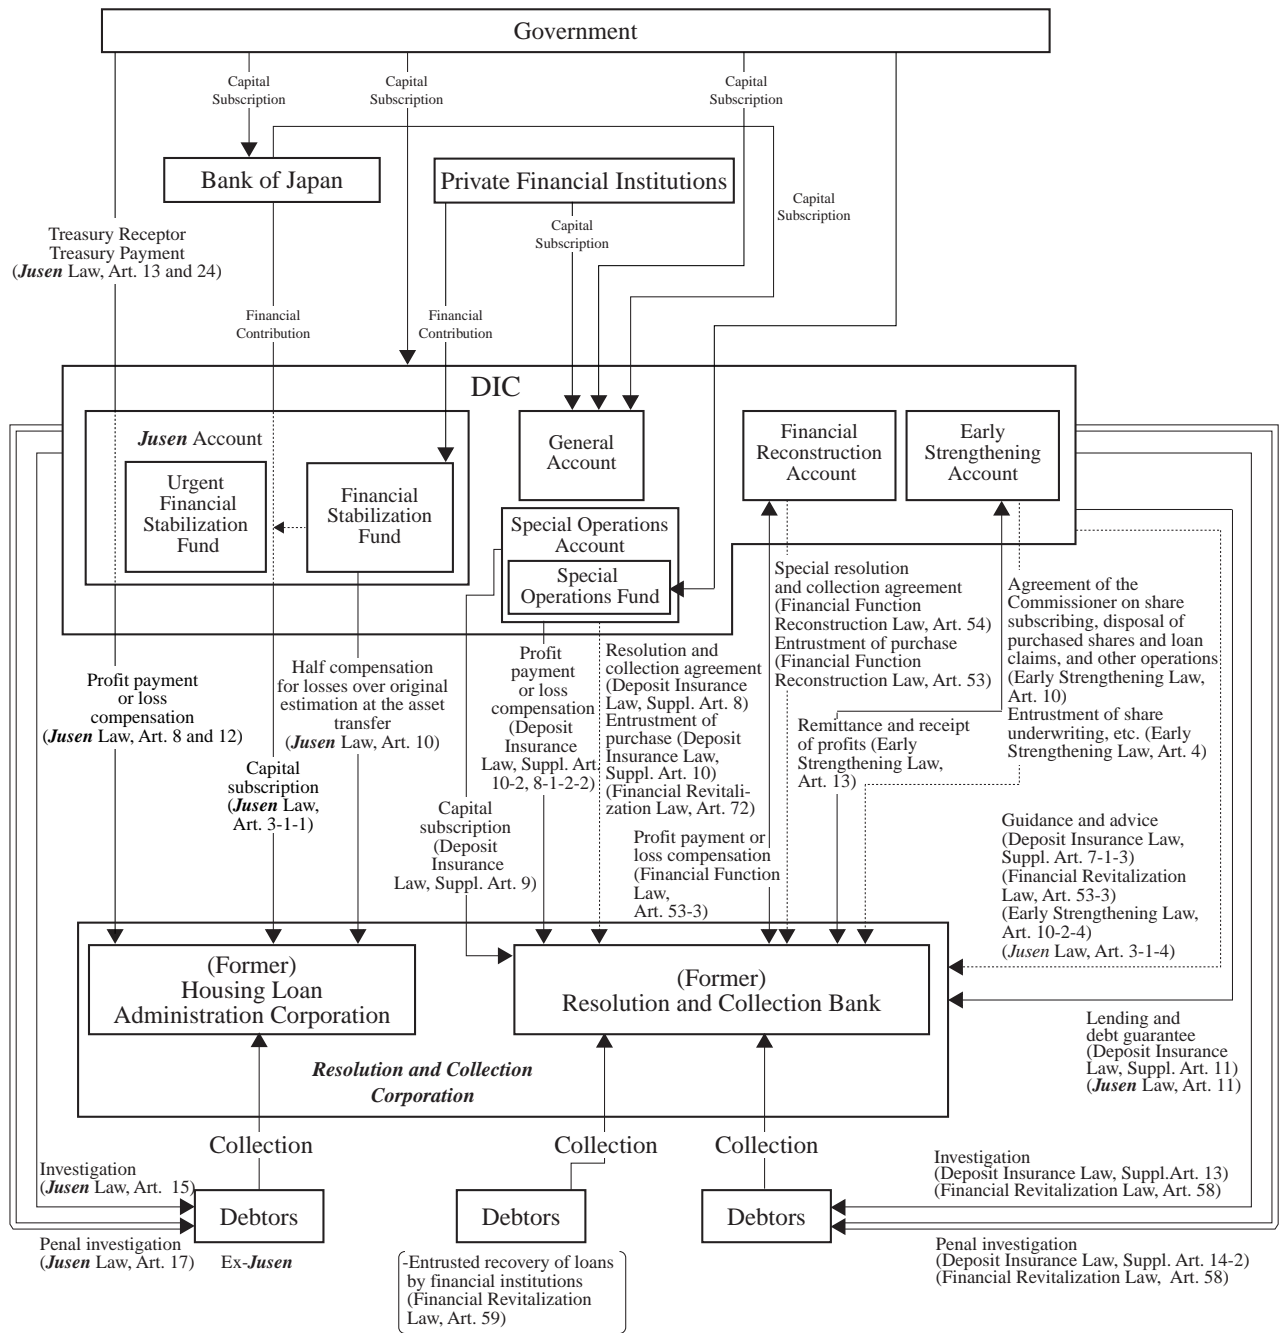 Government
Capital
Subscription
Capital
Subscription
Capital
Subscription
Bank of Japan
Private Financial Institutions
Capital
Subscription
Capital
Subscription
Treasury Receptor
Treasury Payment
(Jusen Law, Art. 13 and 24)
Financial
Contribution
Financial
Contribution
DIC
Jusen Account
Urgent
Financial
Stabilization
Fund
Financial
Stabilization
Fund
General
Account
Financial
Reconstruction
Account
Early
Strengthening
Account
Special Operations
Account
Special
Operations Fund
Profit payment
or loss
compensation
(Jusen Law, Art. 8 and 12)
Capital
subscription
(Jusen Law,
Art. 3-1-1)
Half compensation
for losses over original
estimation at the asset
transfer
(Jusen Law, Art. 10)
Capital
subscription
(Deposit
Insurance
Law, Suppl. Art. 9)
Profit
payment
or loss
compensation
(Deposit
Insurance
Law, Suppl. Art.
10-2, 8-1-2-2)
Resolution and
collection agreement
(Deposit Insurance
Law, Suppl. Art. 8)
Entrustment of
purchase (Deposit
Insurance Law,
Suppl. Art. 10)
(Financial Revitali-
zation Law, Art. 72)
Profit payment or
loss compensation
(Financial Function
Law,
Art. 53-3)
Special resolution
and collection agreement
(Financial Function
Reconstruction Law, Art. 54)
Entrustment of purchase
(Financial Function
Reconstruction Law, Art. 53)
Remittance and receipt
of profits (Early
Strengthening Law,
Art. 13)
Agreement of the
Commissioner on share
subscribing, disposal of
purchased shares and loan
claims, and other operations
(Early Strengthening Law,
Art. 10)
Entrustment of share
underwriting, etc. (Early
Strengthening Law, Art. 4)
Guidance and advice
(Deposit Insurance Law,
Suppl. Art. 7-1-3)
(Financial Revitalization
Law, Art. 53-3)
(Early Strengthening Law,
Art. 10-2-4)
(Jusen Law, Art. 3-1-4)
(Former)
Housing Loan
Administration Corporation
(Former)
Resolution and Collection Bank
Resolution and Collection
Corporation
Lending and
debt guarantee
(Deposit Insurance
Law, Suppl. Art. 11)
(Jusen Law, Art. 11)
Collection
Collection
Collection
Investigation
(Jusen Law, Art. 15)
Debtors
Debtors
Debtors
Investigation
(Deposit Insurance Law, Suppl.Art. 13)
(Financial Revitalization Law, Art. 58)
Penal investigation
(Jusen Law, Art. 17)
Ex-Jusen
-Entrusted recovery of loans
by financial institutions
(Financial Revitalization
Law, Art. 59)
Penal investigation
(Deposit Insurance Law, Suppl. Art. 14-2)
(Financial Revitalization Law, Art. 58)